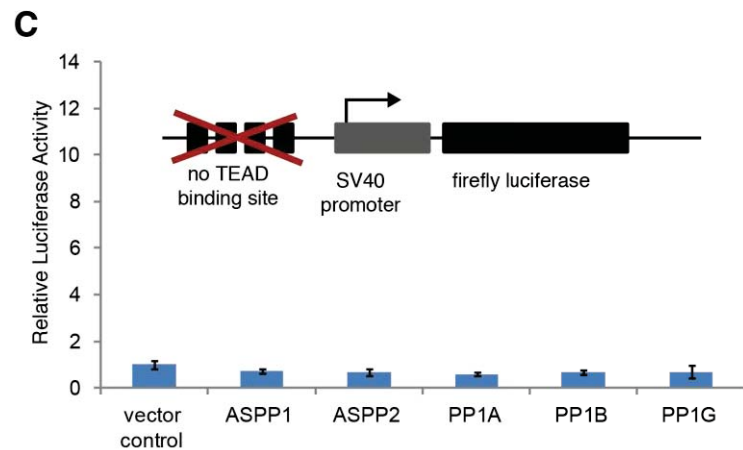 C
14
12
10
8
6
4
2
0
Relative Luciferase Activity
no TEAD
binding site
SV40
promoter
firefly luciferase
vector
control
ASPP1
ASPP2
PP1A
PP1B
PP1G